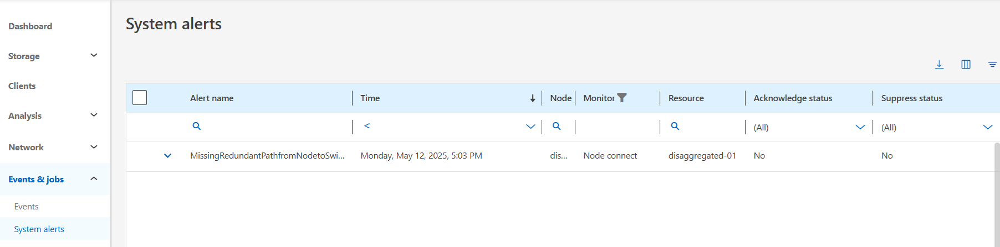 System alerts
Dashboard
Storage
Clients
Analysis
Network
Events & jobs
Events
System alerts
Alert name Time Node Monitor Resource Acknowledge status Suppress status
< (All) (All)
MissingRedundantPathfromNodetoSwi... Monday, May 12, 2025, 5:03 PM dis... Node connect disaggregated-01 No No